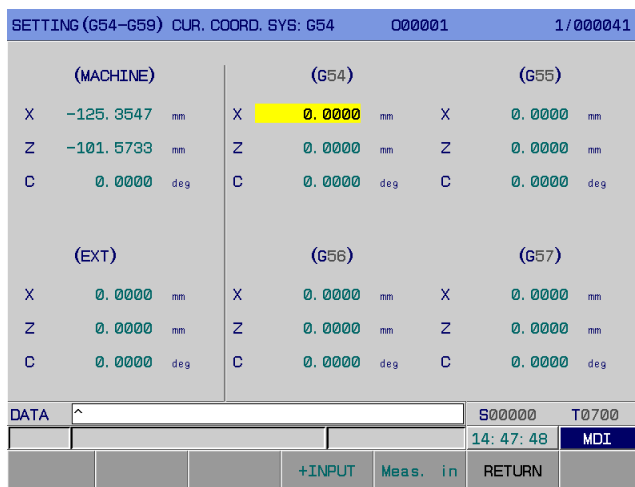 SETTING(G54-G59) CUR. COORD. SYS: G54 O00001 1/000041
(MACHINE) (G54) (G55)
X -125.3547 mm X 0.0000 mm X 0.0000 mm
Z -101.5733 mm Z 0.0000 mm Z 0.0000 mm
C 0.0000 deg C 0.0000 deg C 0.0000 deg
(EXT) (G56) (G57)
X 0.0000 mm X 0.0000 mm X 0.0000 mm
Z 0.0000 mm Z 0.0000 mm Z 0.0000 mm
C 0.0000 deg C 0.0000 deg C 0.0000 deg
DATA ^ S00000 T0700
14:47:48 MDI
+INPUT Meas. in RETURN